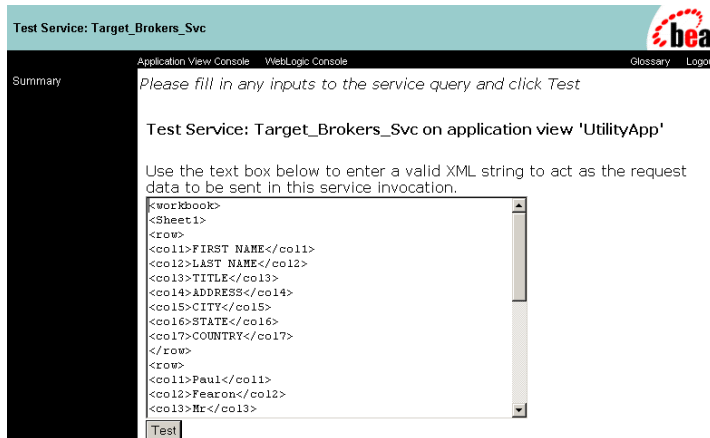 Test Service: Target_Brokers_Svc
bea
Application View Console WebLogic Console Glossary Logou
Summary
Please fill in any inputs to the service query and click Test
Test Service: Target_Brokers_Svc on application view 'UtilityApp'
Use the text box below to enter a valid XML string to act as the request
data to be sent in this service invocation.
<workbook>
<Sheet1>
<row>
<col1>FIRST NAME</col1>
<col2>LAST NAME</col2>
<col3>TITLE</col3>
<col4>ADDRESS</col4>
<col5>CITY</col5>
<col6>STATE</col6>
<col7>COUNTRY</col7>
</row>
<row>
<col1>Paul</col1>
<col2>Fearon</col2>
<col3>Mr</col3>
Test